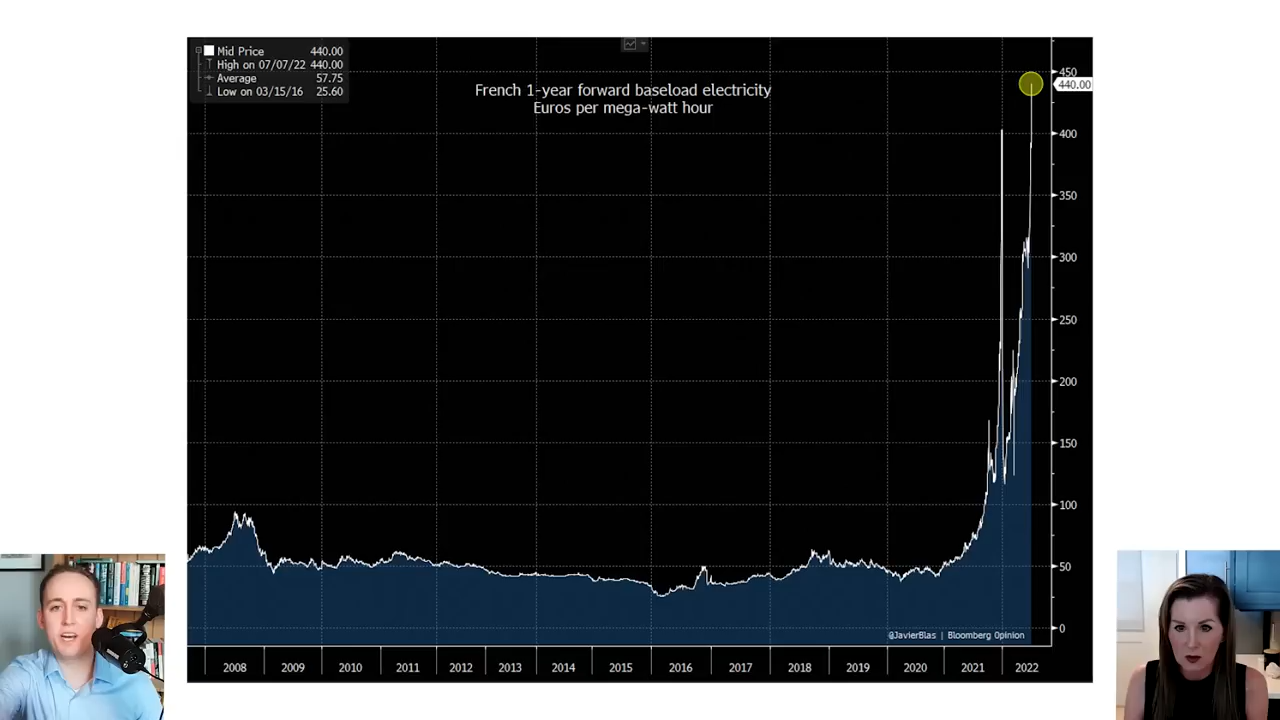 Mid Price 440.00
High on 07/07/22 440.00
Average 57.75
Low on 03/15/16 25.60
French 1-year forward baseload electricity
Euros per mega-watt hour
450
440.00
400
350
300
250
200
150
100
50
0
@JavierBlas | Bloomberg Opinion
2008 2009 2010 2011 2012 2013 2014 2015 2016 2017 2018 2019 2020 2021 2022